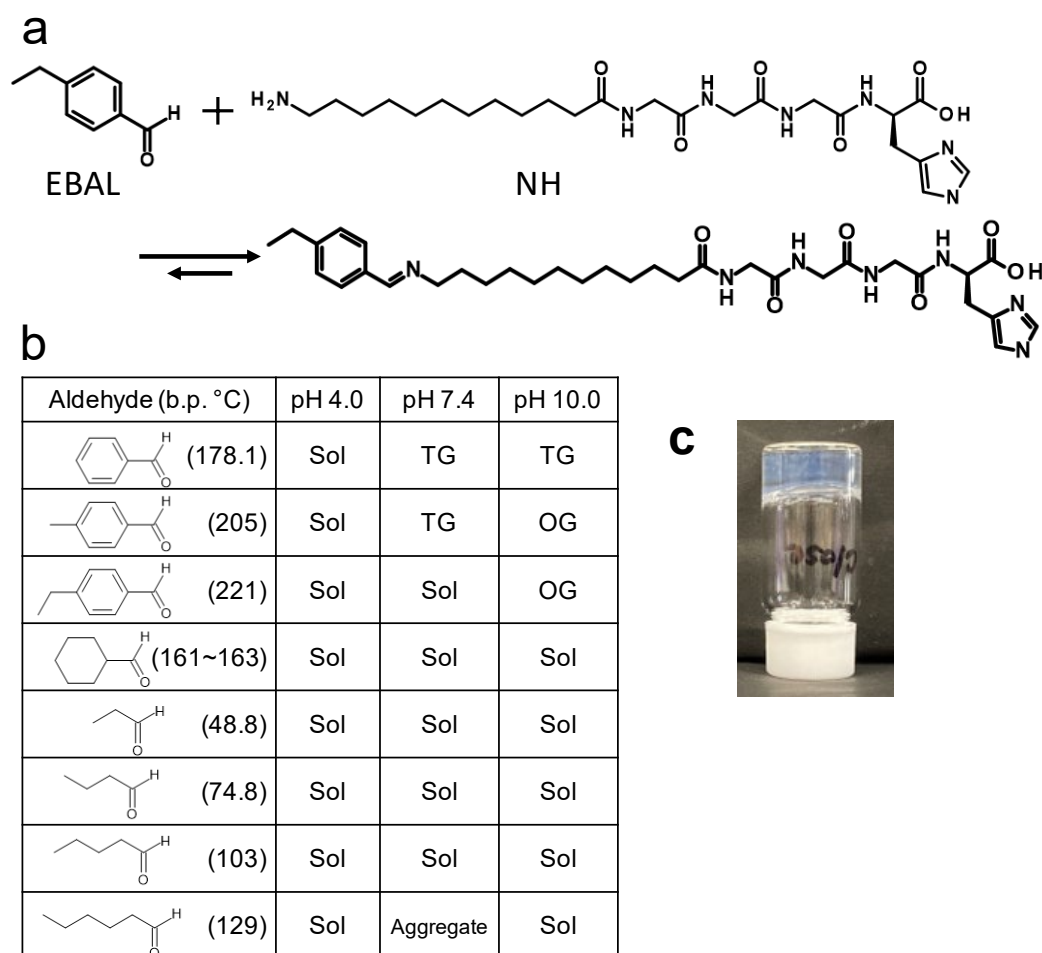 a
H
O
H₂N
O
N
H
O
H
N
O
N
H
O
H
N
O
OH
N
N
EBAL
NH
N
O
N
H
O
H
N
O
N
H
O
H
N
O
OH
N
N
b
Aldehyde (b.p. °C) pH 4.0 pH 7.4 pH 10.0
H O (178.1) Sol TG TG
H O (205) Sol TG OG
H O (221) Sol Sol OG
H O (161~163) Sol Sol Sol
H O (48.8) Sol Sol Sol
H O (74.8) Sol Sol Sol
H O (103) Sol Sol Sol
H O (129) Sol Aggregate Sol
c